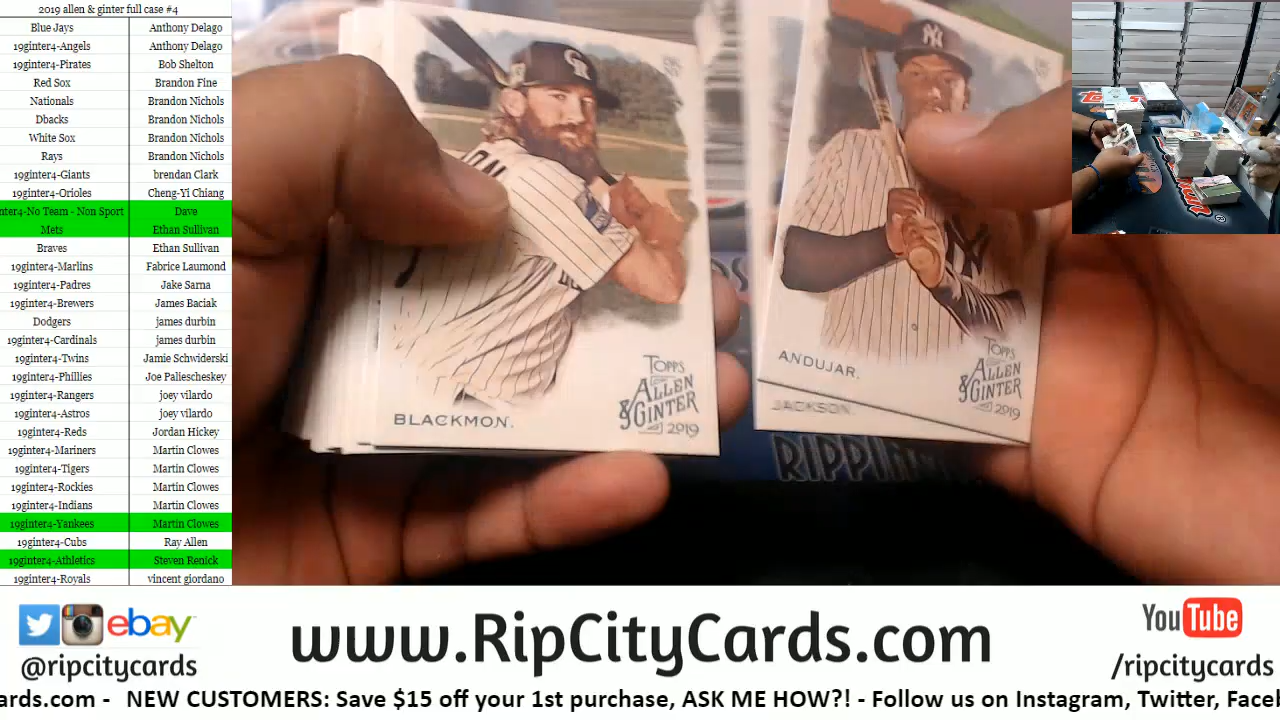 2019 allen & ginter full case #4
Blue Jays Anthony Delago
19ginter4-Angels Anthony Delago
19ginter4-Pirates Bob Shelton
Red Sox Brandon Fine
Nationals Brandon Nichols
Dbacks Brandon Nichols
White Sox Brandon Nichols
Rays Brandon Nichols
19ginter4-Giants brendan Clark
19ginter4-Orioles Cheng-Yi Chiang
nter4-No Team - Non Sport Dave
Mets Ethan Sullivan
Braves Ethan Sullivan
19ginter4-Marlins Fabrice Laumond
19ginter4-Padres Jake Sarna
19ginter4-Brewers James Baciak
Dodgers james durbin
19ginter4-Cardinals james durbin
19ginter4-Twins Jamie Schwiderski
19ginter4-Phillies Joe Paliescheskey
19ginter4-Rangers joey vilardo
19ginter4-Astros joey vilardo
19ginter4-Reds Jordan Hickey
19ginter4-Mariners Martin Clowes
19ginter4-Tigers Martin Clowes
19ginter4-Rockies Martin Clowes
19ginter4-Indians Martin Clowes
19ginter4-Yankees Martin Clowes
19ginter4-Cubs Ray Allen
19ginter4-Athletics Steven Renick
19ginter4-Royals vincent giordano
BLACKMON.
TOPPS
ALLEN
& GINTER
2019
ANDUJAR.
JACKSON.
TOPPS
ALLEN
& GINTER
2019
ebay
@ripcitycards
www.RipCityCards.com
YouTube
/ripcitycards
cards.com - NEW CUSTOMERS: Save $15 off your 1st purchase, ASK ME HOW?! - Follow us on Instagram, Twitter, Faceb